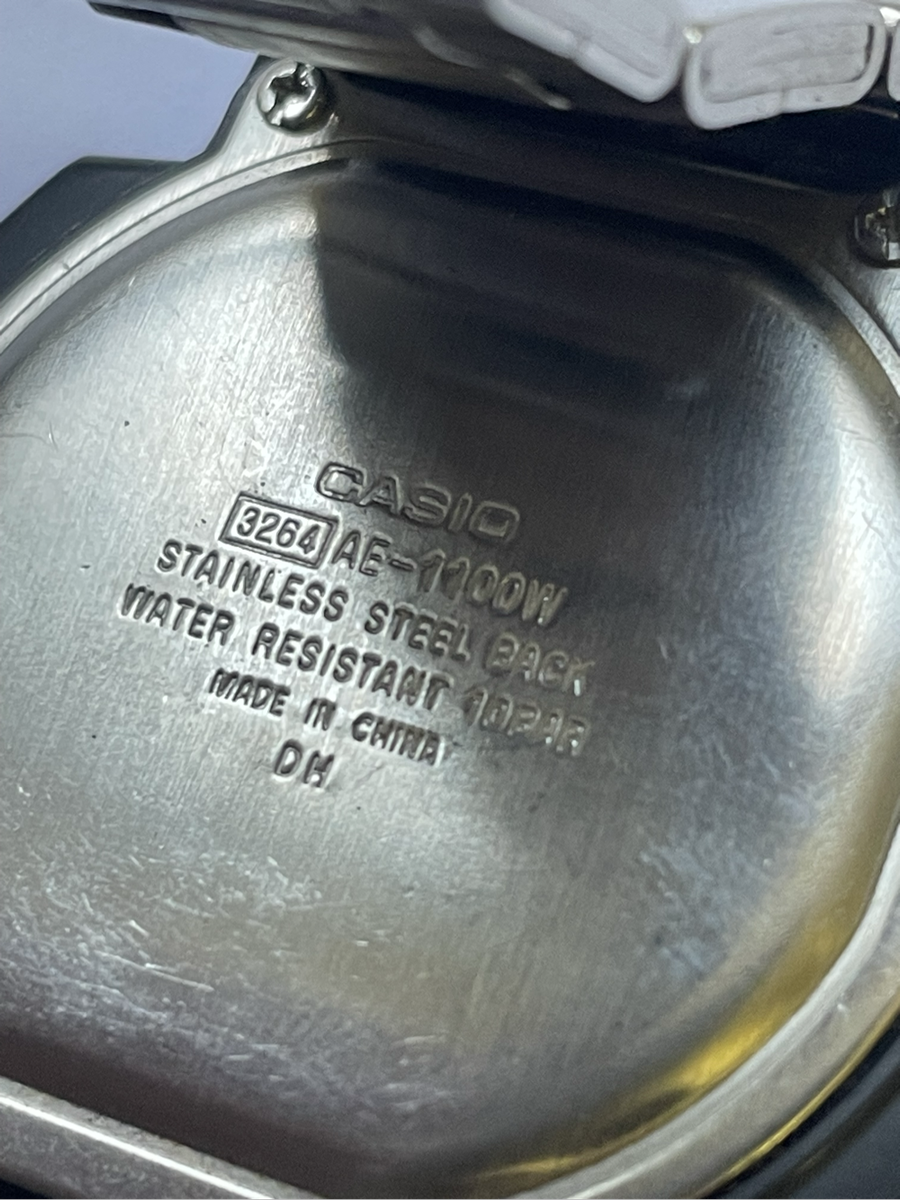 CASIO
3264 AE-1100W
STAINLESS STEEL BACK
WATER RESISTANT 10BAR
MADE IN CHINA
DH